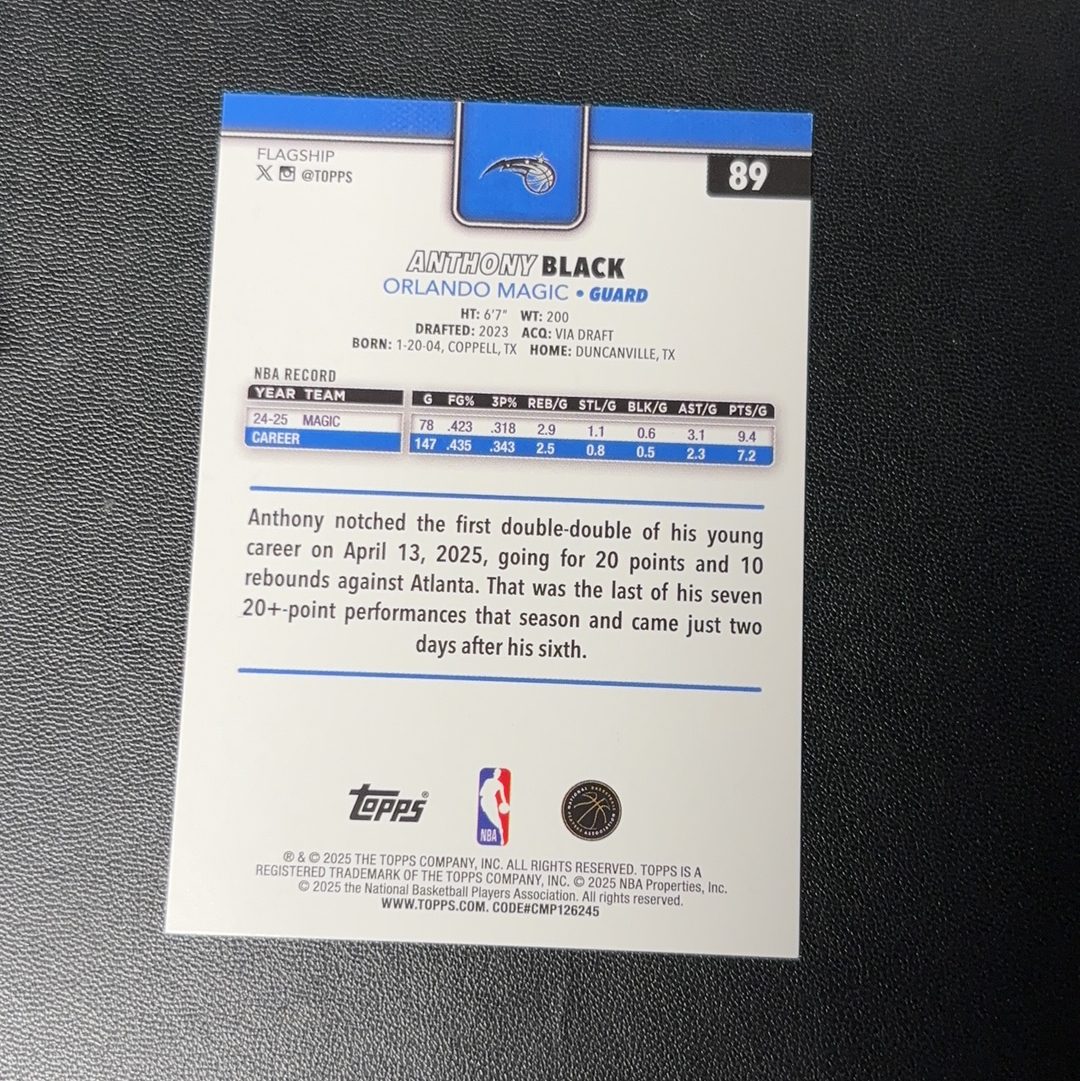 FLAGSHIP
X @TOPPS
89
ANTHONY BLACK
ORLANDO MAGIC • GUARD
HT: 6'7" WT: 200
DRAFTED: 2023 ACQ: VIA DRAFT
BORN: 1-20-04, COPPELL, TX HOME: DUNCANVILLE, TX
NBA RECORD
YEAR TEAM G FG% 3P% REB/G STL/G BLK/G AST/G PTS/G
24-25 MAGIC 78 .423 .318 2.9 1.1 0.6 3.1 9.4
CAREER 147 .435 .343 2.5 0.8 0.5 2.3 7.2
Anthony notched the first double-double of his young
career on April 13, 2025, going for 20 points and 10
rebounds against Atlanta. That was the last of his seven
20+-point performances that season and came just two
days after his sixth.
TOPPS®
NBA
NATIONAL BASKETBALL PLAYERS ASSOCIATION
® & © 2025 THE TOPPS COMPANY, INC. ALL RIGHTS RESERVED. TOPPS IS A
REGISTERED TRADEMARK OF THE TOPPS COMPANY, INC. © 2025 NBA Properties, Inc.
© 2025 the National Basketball Players Association. All rights reserved.
WWW.TOPPS.COM. CODE#CMP126245